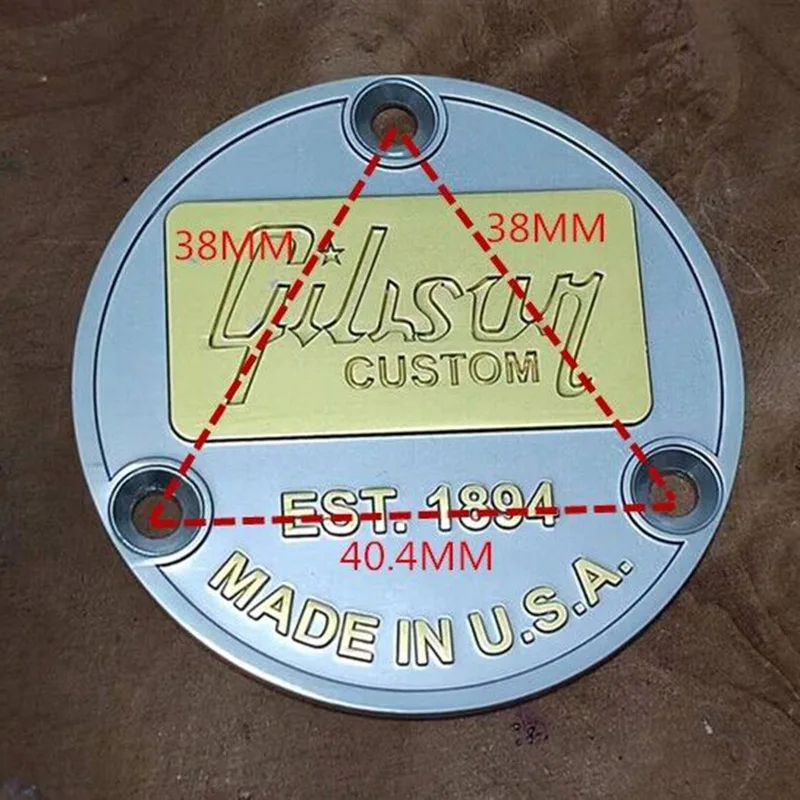 38MM
38MM
Gibson
CUSTOM
EST. 1894
40.4MM
MADE IN U.S.A.